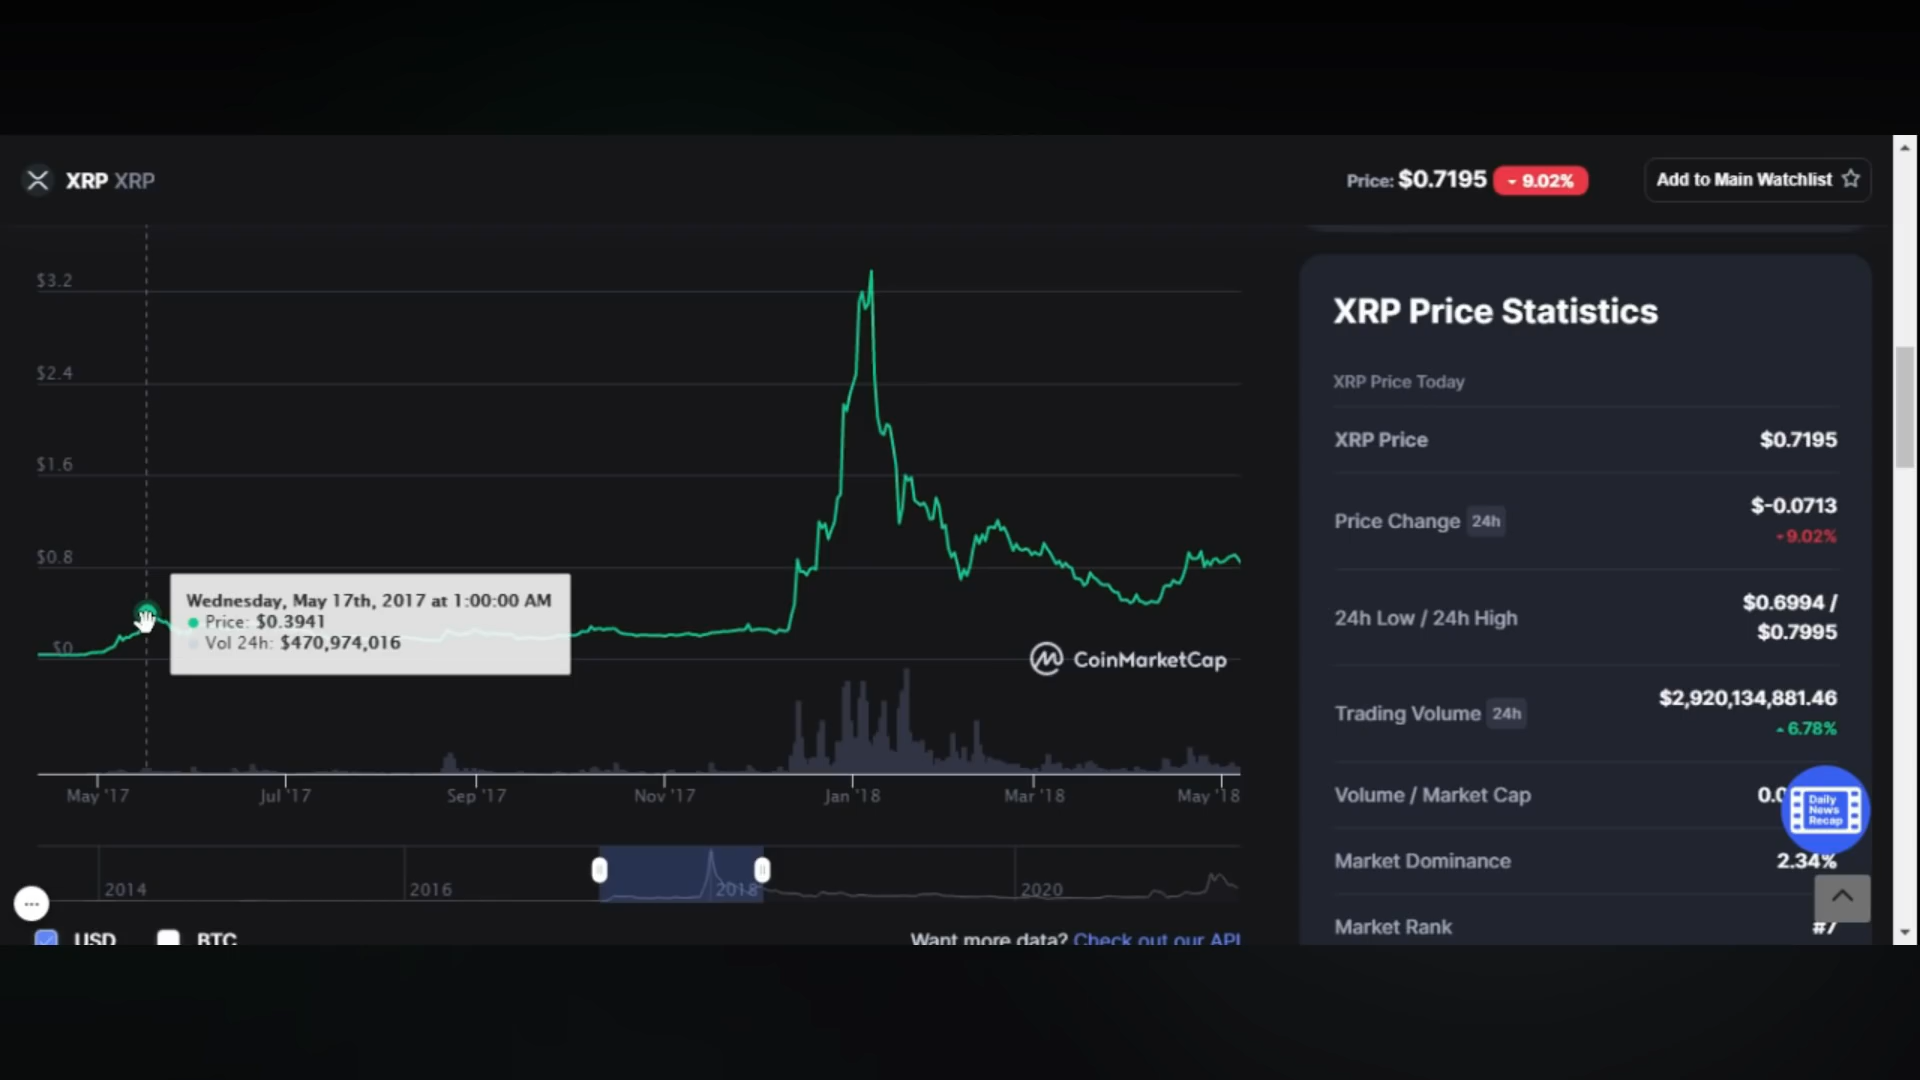 XRP XRP
Price: $0.7195 9.02%
Add to Main Watchlist
$3.2
$2.4
$1.6
$0.8
$0
Wednesday, May 17th, 2017 at 1:00:00 AM
Price: $0.3941
Vol 24h: $470,974,016
CoinMarketCap
May '17 Jul '17 Sep '17 Nov '17 Jan '18 Mar '18 May '18
2014 2016 2018 2020
USD BTC
Want more data? Check out our API
XRP Price Statistics
XRP Price Today
XRP Price $0.7195
Price Change 24h $-0.0713
9.02%
24h Low / 24h High $0.6994 /
$0.7995
Trading Volume 24h $2,920,134,881.46
6.78%
Volume / Market Cap
Daily
News
Recap
Market Dominance 2.34%
Market Rank #7